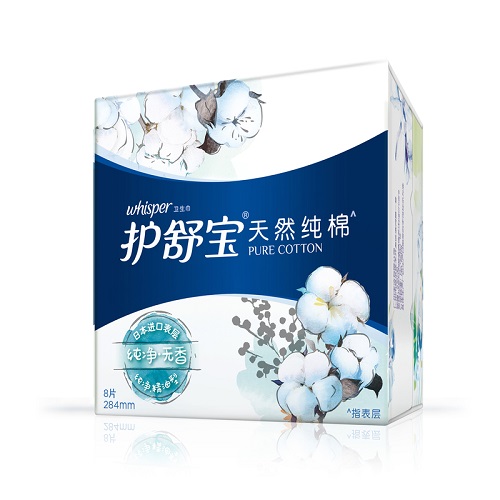 whisper 卫生巾
护舒宝® 天然纯棉^
PURE COTTON
日本进口表层
纯净·无香
纯净精油型
8片
284mm
^指表层